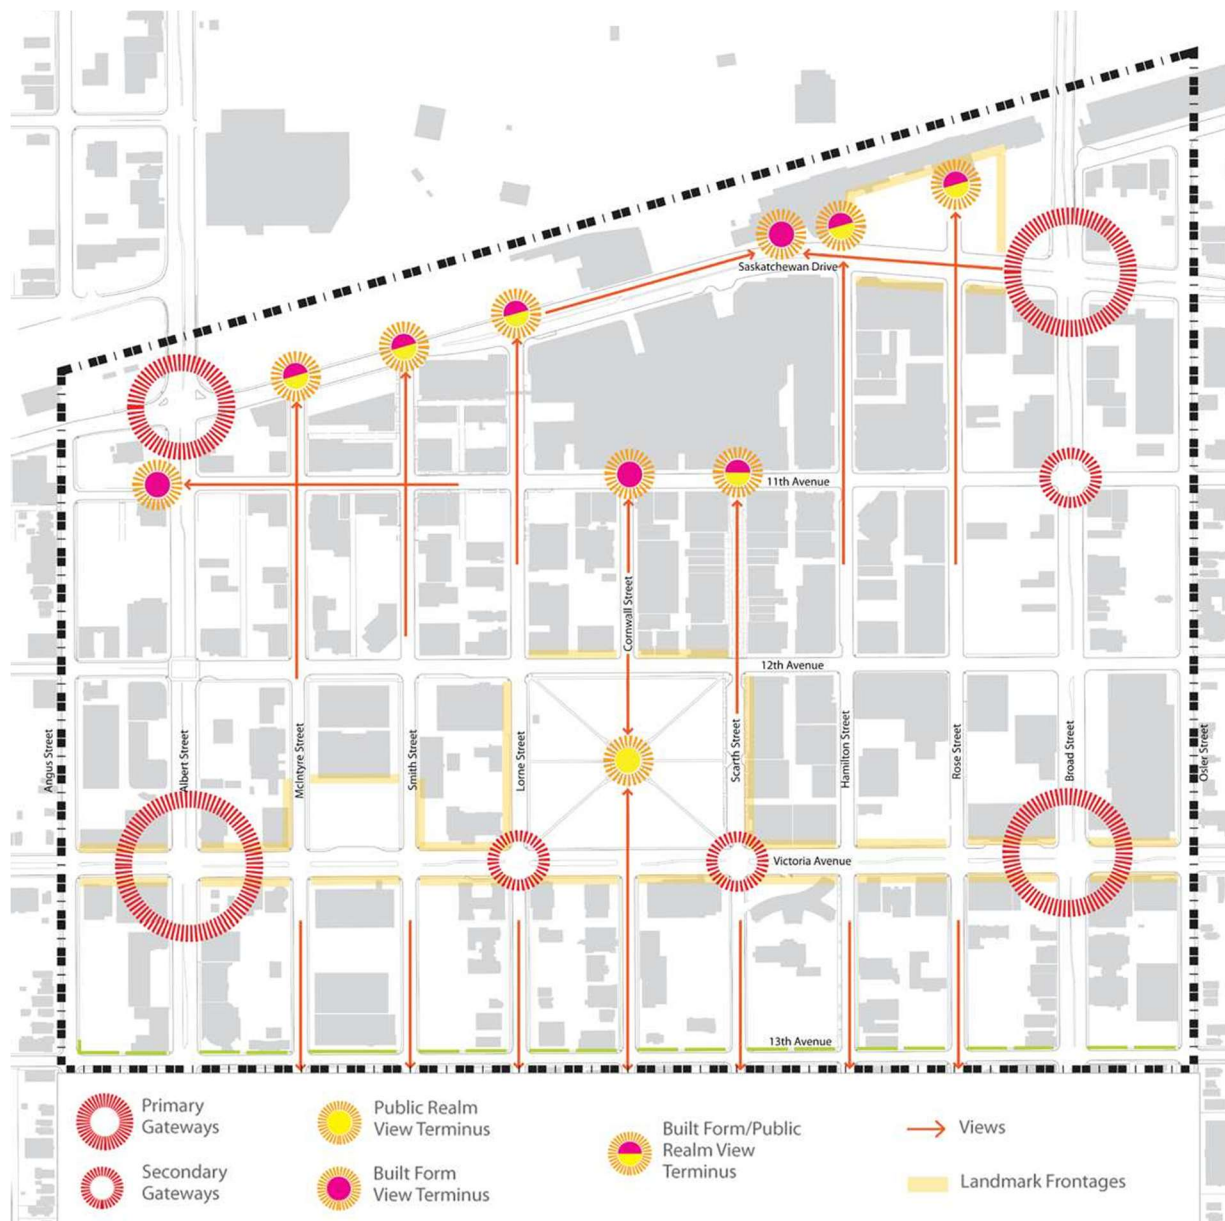 Saskatchewan Drive
11th Avenue
Cornwall Street
12th Avenue
Angus Street
Albert Street
McIntyre Street
Smith Street
Lorne Street
Scarth Street
Hamilton Street
Rose Street
Broad Street
Osler Street
Victoria Avenue
13th Avenue
Primary
Gateways
Secondary
Gateways
Public Realm
View Terminus
Built Form
View Terminus
Built Form/Public
Realm View
Terminus
Views
Landmark Frontages